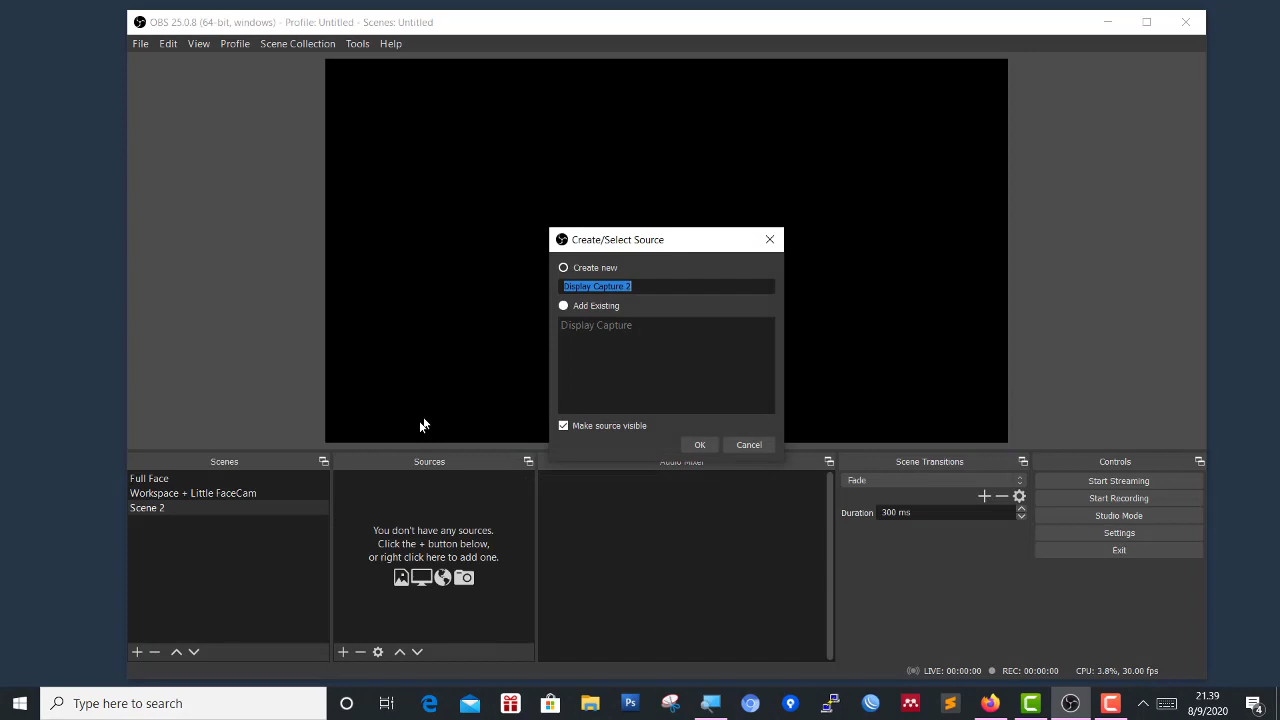 OBS 25.0.8 (64-bit, windows) - Profile: Untitled - Scenes: Untitled
File Edit View Profile Scene Collection Tools Help
Create/Select Source
Create new
Display Capture 2
Add Existing
Display Capture
Make source visible
OK Cancel
Scenes Sources Audio Mixer Scene Transitions Controls
Full Face
Workspace + Little FaceCam
Scene 2
You don't have any sources.
Click the + button below,
or right click here to add one.
Fade
Duration 300 ms
Start Streaming
Start Recording
Studio Mode
Settings
Exit
LIVE: 00:00:00 REC: 00:00:00 CPU: 3.8%, 30.00 fps
Type here to search
Ps
21.39
8/9/2020
4